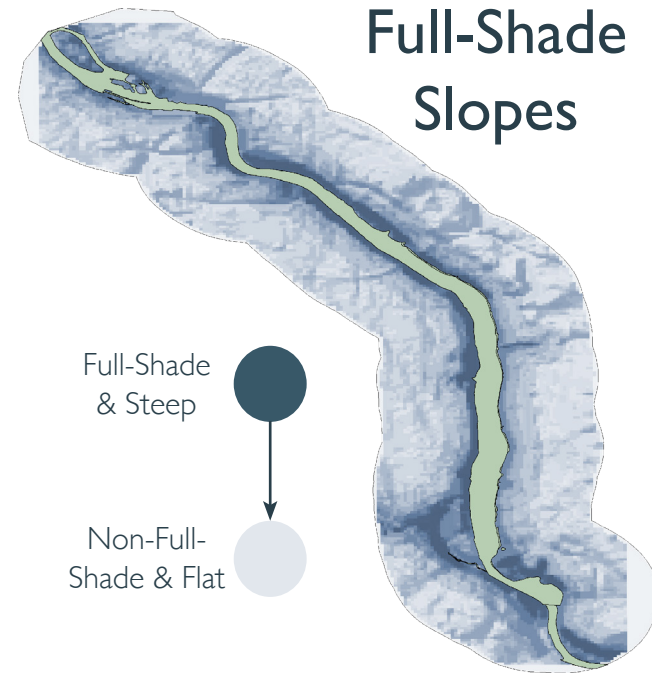 Full-Shade
Slopes
Full-Shade
& Steep
Non-Full-
Shade & Flat